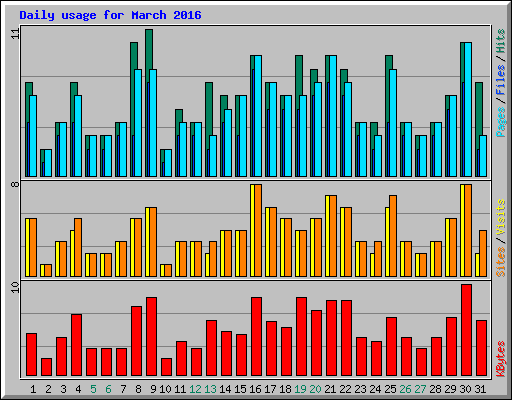 Daily usage for March 2016
11
Pages / Files / Hits
8
Sites / Visits
10
KBytes
1 2 3 4 5 6 7 8 9 10 11 12 13 14 15 16 17 18 19 20 21 22 23 24 25 26 27 28 29 30 31